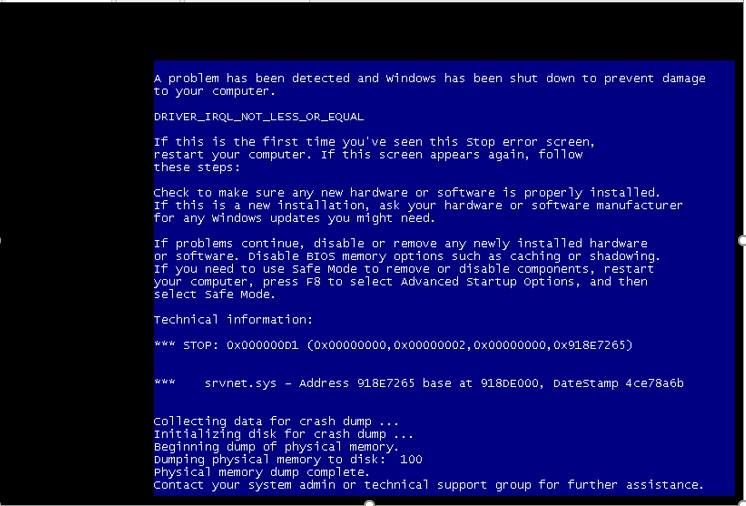 A problem has been detected and Windows has been shut down to prevent damage
to your computer.
DRIVER_IRQL_NOT_LESS_OR_EQUAL
If this is the first time you've seen this Stop error screen,
restart your computer. If this screen appears again, follow
these steps:
Check to make sure any new hardware or software is properly installed.
If this is a new installation, ask your hardware or software manufacturer
for any Windows updates you might need.
If problems continue, disable or remove any newly installed hardware
or software. Disable BIOS memory options such as caching or shadowing.
If you need to use Safe Mode to remove or disable components, restart
your computer, press F8 to select Advanced Startup Options, and then
select Safe Mode.
Technical information:
*** STOP: 0x000000D1 (0x00000000,0x00000002,0x00000000,0x918E7265)
*** srvnet.sys - Address 918E7265 base at 918DE000, DateStamp 4ce78a6b
Collecting data for crash dump ...
Initializing disk for crash dump ...
Beginning dump of physical memory.
Dumping physical memory to disk: 100
Physical memory dump complete.
Contact your system admin or technical support group for further assistance.